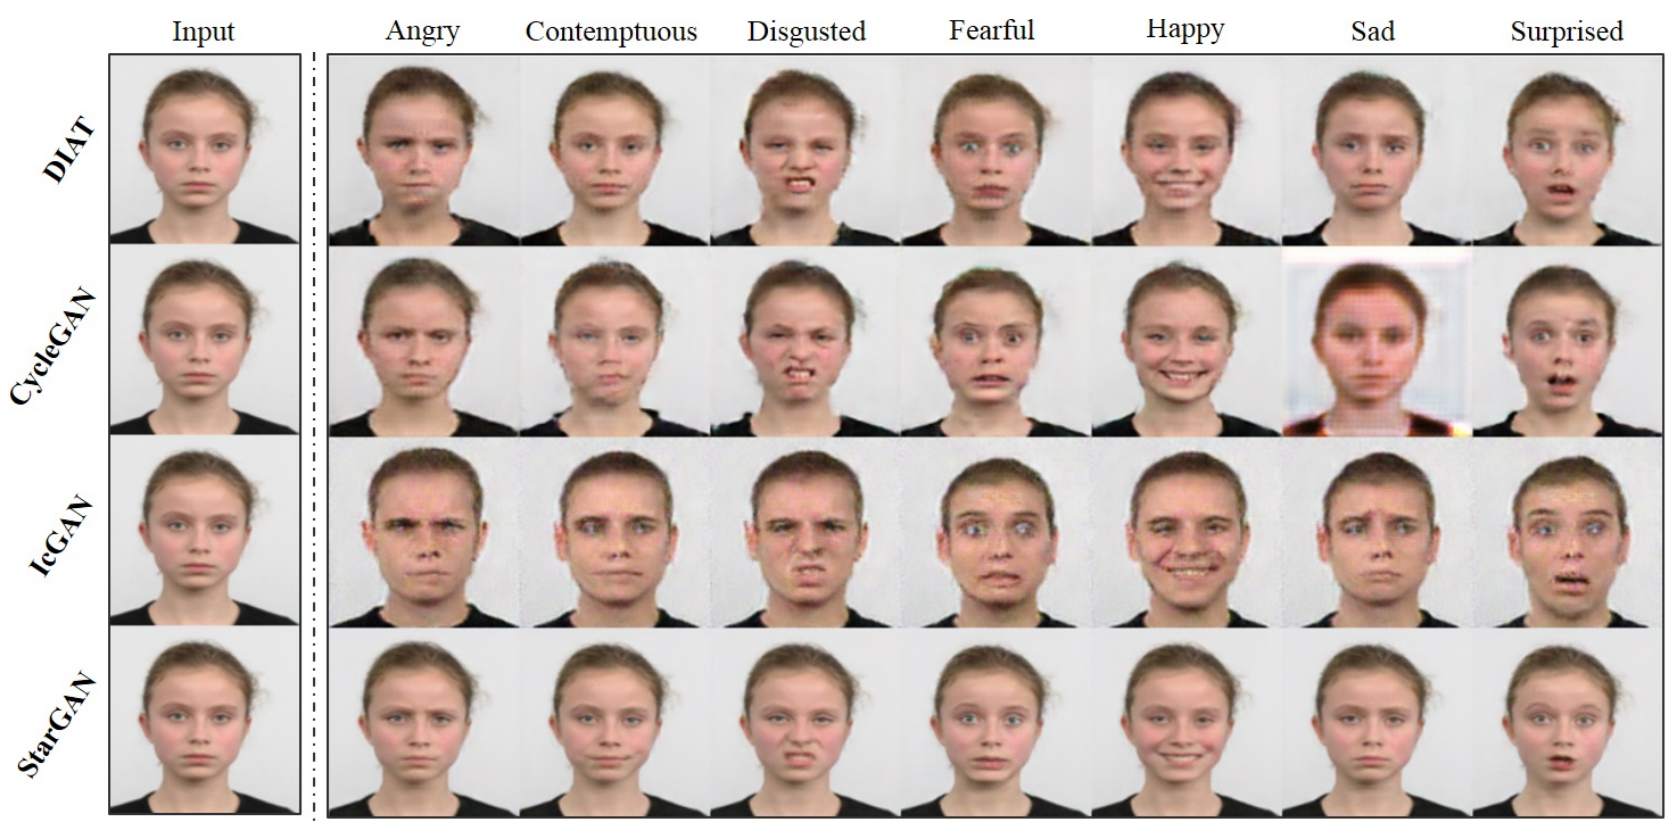 Input Angry Contemptuous Disgusted Fearful Happy Sad Surprised
DIAT
CycleGAN
IcGAN
StarGAN